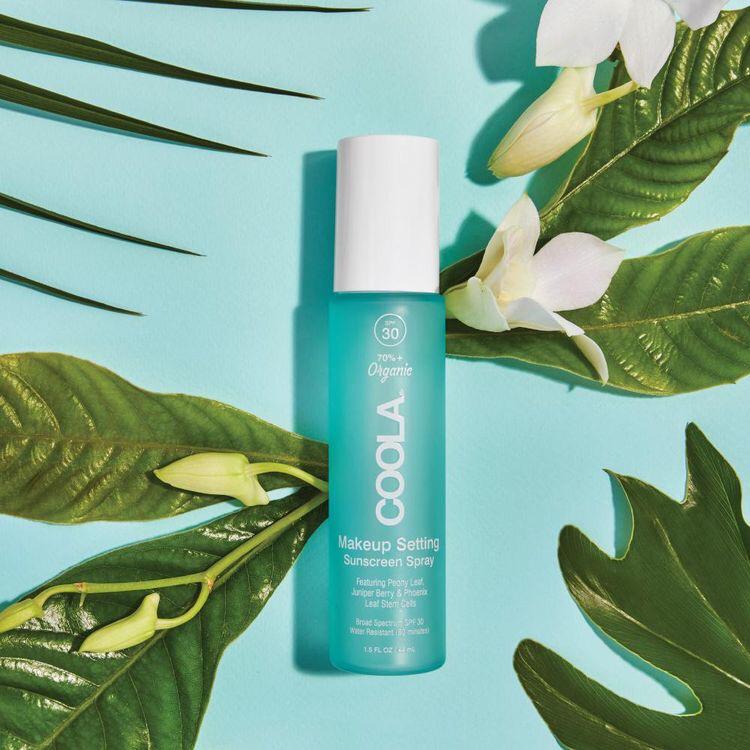 SPF
30
70%+
Organic
COOLA®
Makeup Setting
Sunscreen Spray
Featuring Peony Leaf,
Juniper Berry & Phoenix
Leaf Stem Cells
Broad Spectrum SPF 30
Water Resistant (80 minutes)
1.5 FL OZ / 44 mL